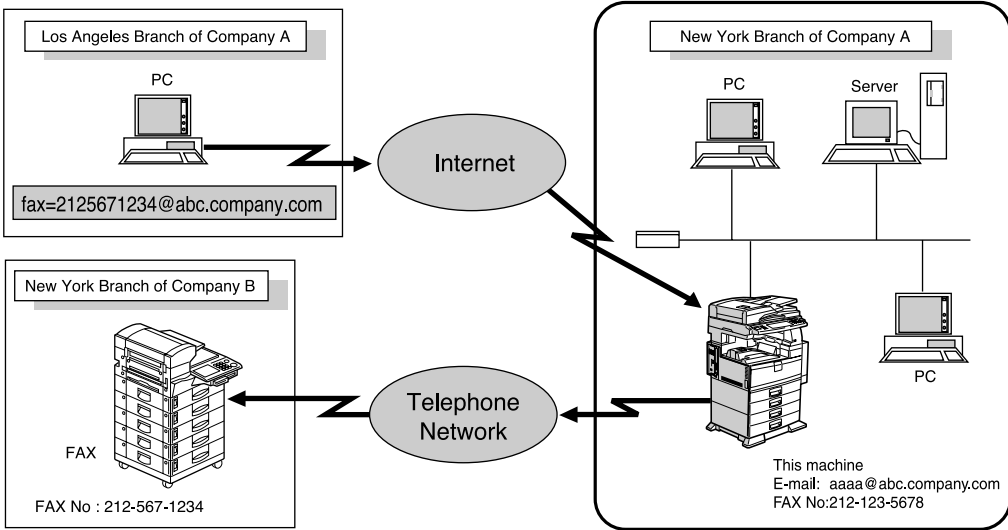 Los Angeles Branch of Company A
PC
fax=2125671234@abc.company.com
Internet
New York Branch of Company A
PC
Server
PC
This machine
E-mail: aaaa@abc.company.com
FAX No:212-123-5678
New York Branch of Company B
FAX
FAX No : 212-567-1234
Telephone
Network